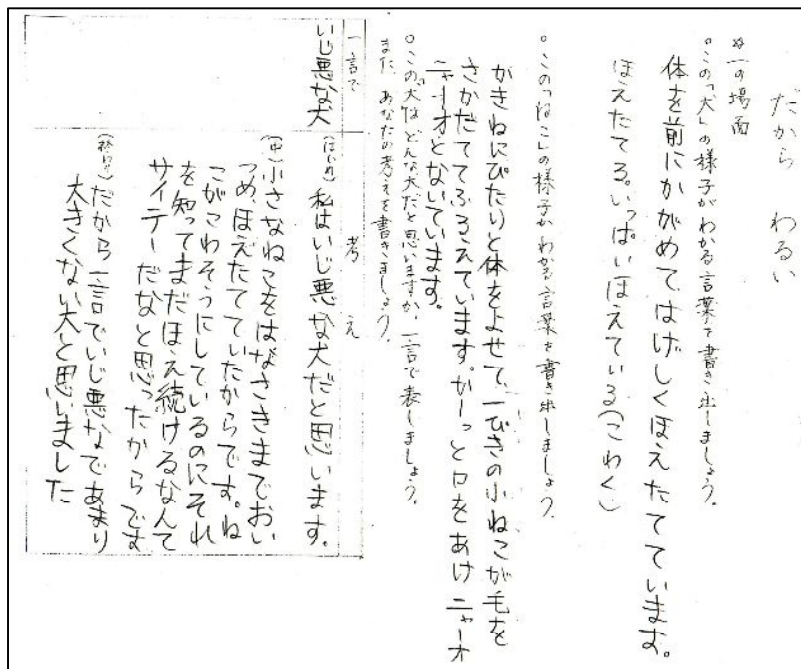 だから わるい
㋐一の場面
○この「犬」の様子がわかる言葉を書き出しましょう。
体を前にかがめて、はげしくほえたてています。
ほえたてる。いっぱいほえている(こわく)
○この「ねこ」の様子がわかる言葉を書き出しましょう。
がきねにぴたりと体をよせて、一ぴきの小ねこが毛を
さかだててふるえています。かーっと口をあけニャーオ
ニャーオとないています。
○この「犬」はどんな犬だと思いますか。一言で表しましょう。
また、あなたの考えを書きましょう。
一言で
いじ悪な犬
考え
(はじめ)私はいじ悪な犬だと思います。
(中)小さなねこをはなさきまでおい
つめ、ほえたてていたからです。ね
こがこわそうにしているのにそれ
を知ってまだほえ続けるなんて
サイテーだなと思ったからです
(終わり)だから一言でいじ悪なであまり
大きくない犬と思いました